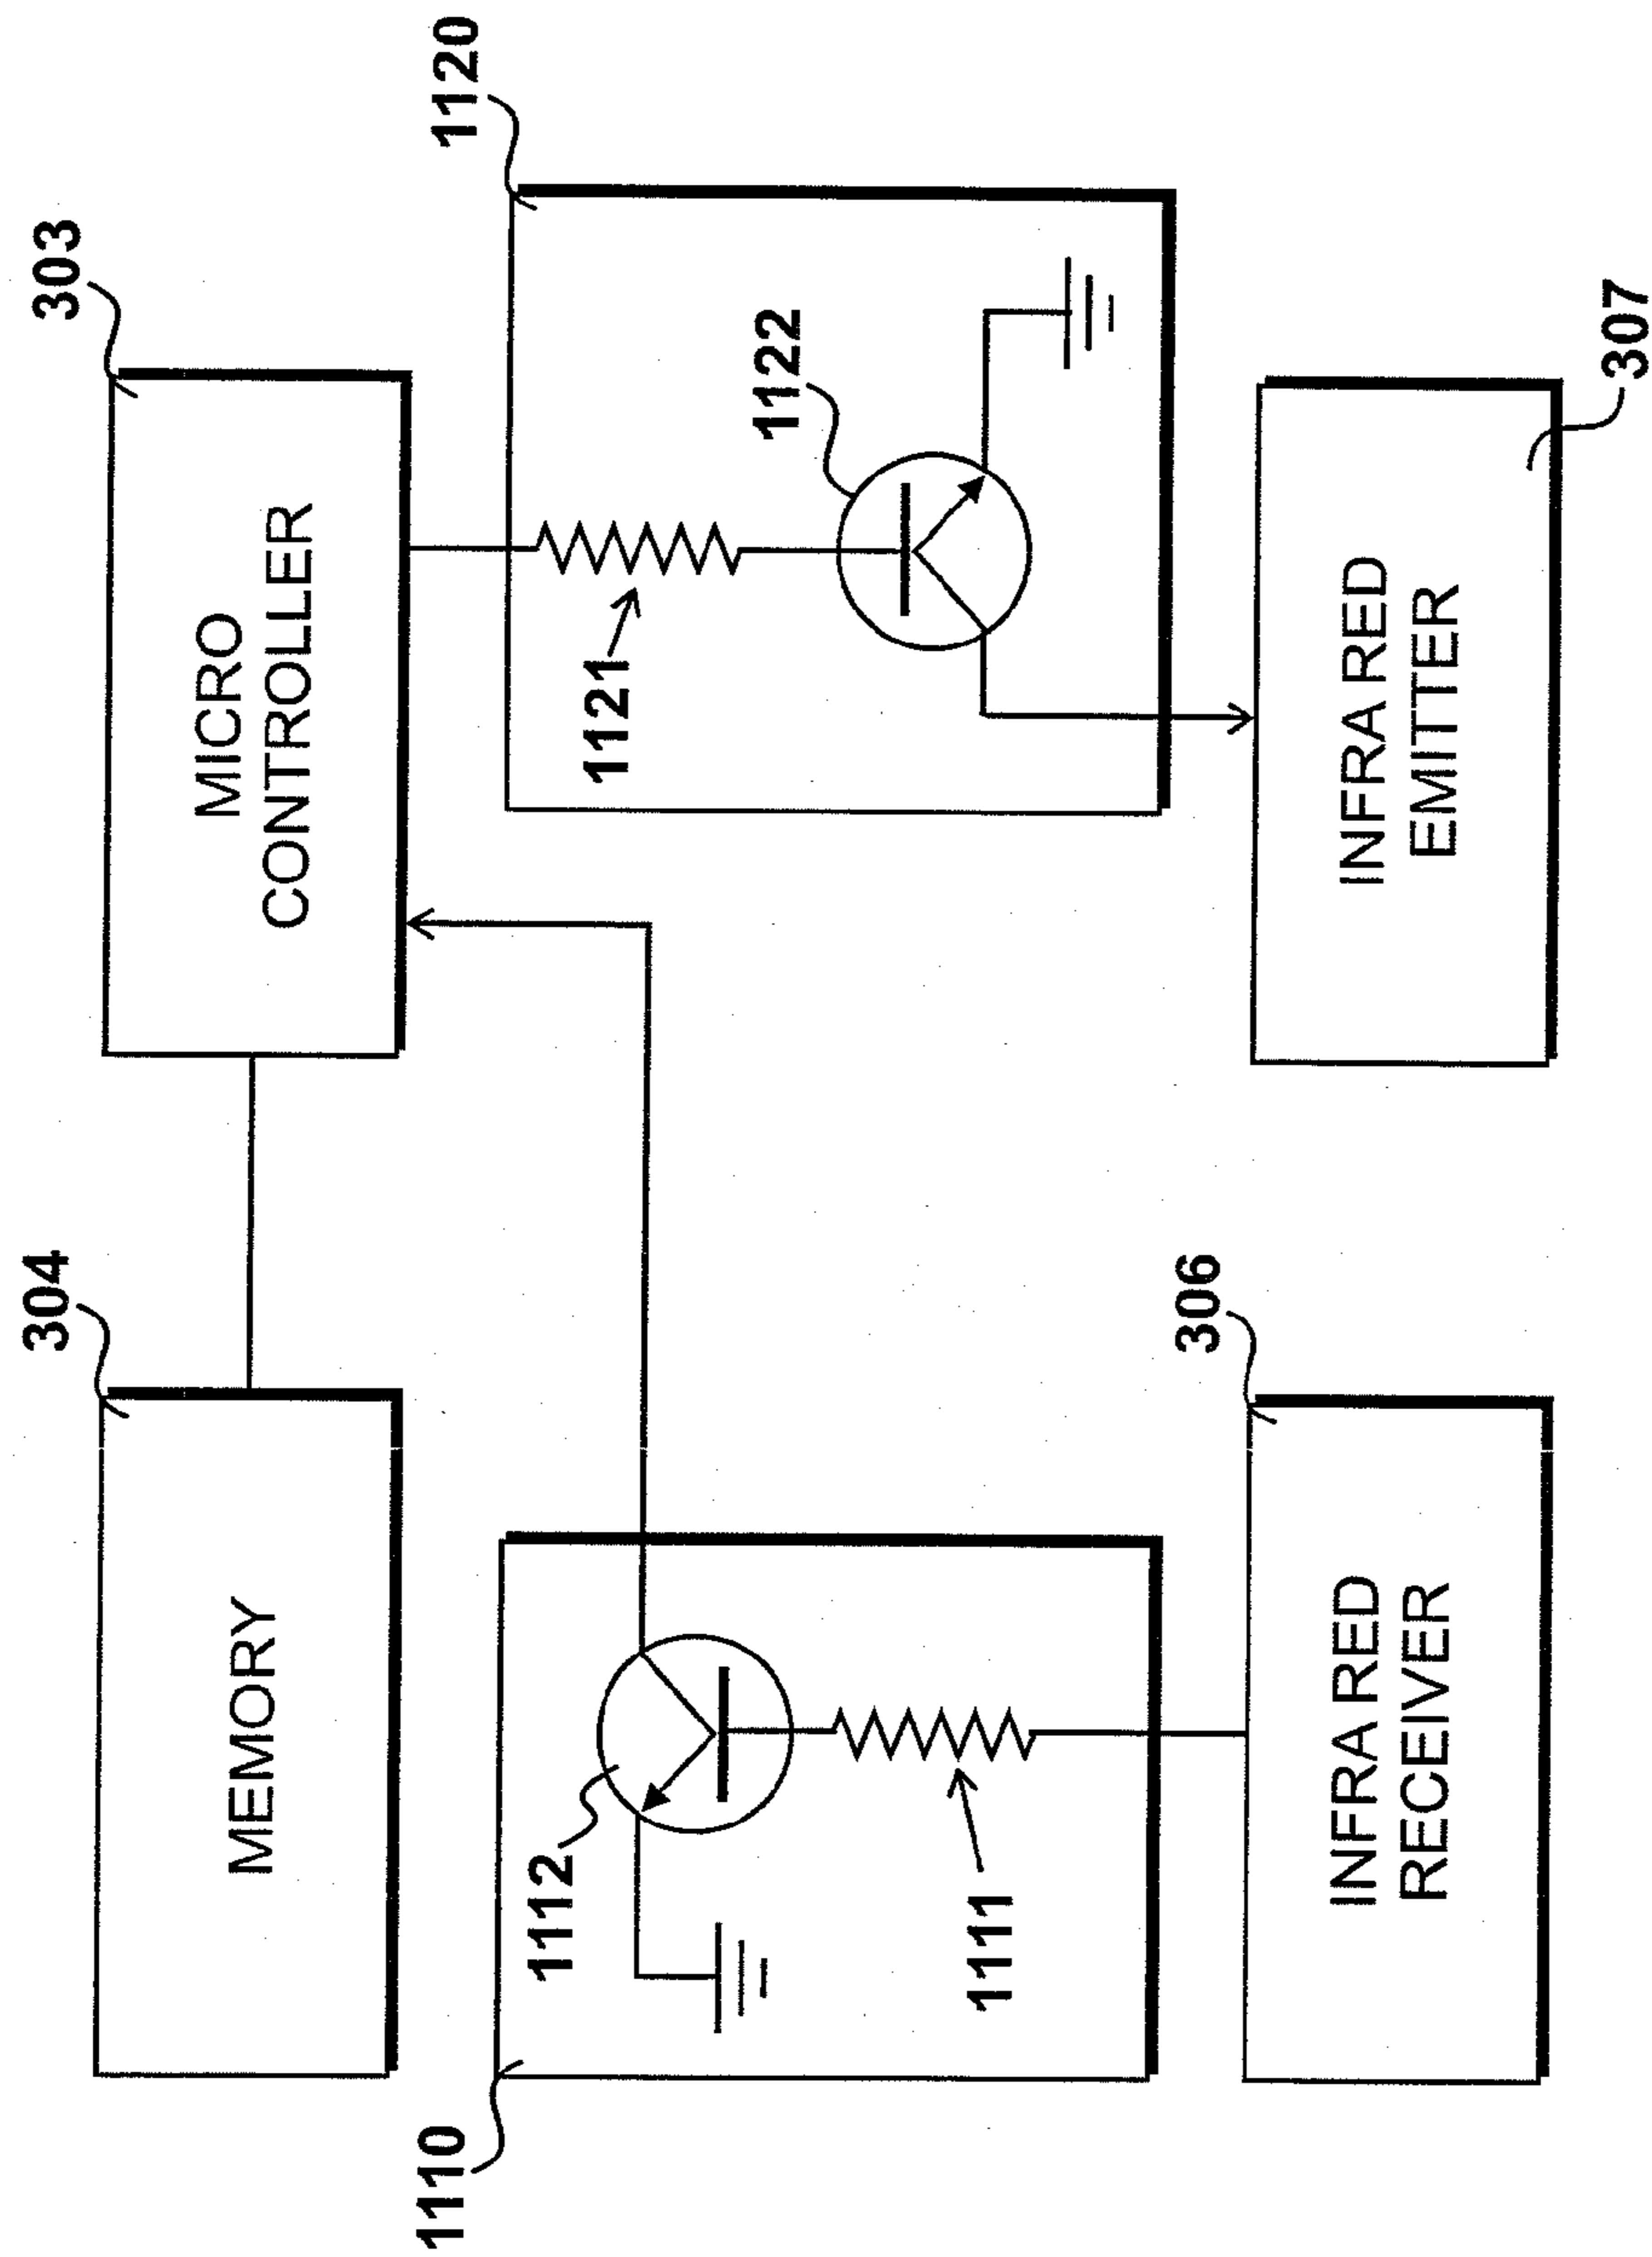 304
303
MEMORY
MICRO
CONTROLLER
1120
1110
1112
1111
1121
1122
306
INFRA RED
RECEIVER
INFRA RED
EMITTER
307